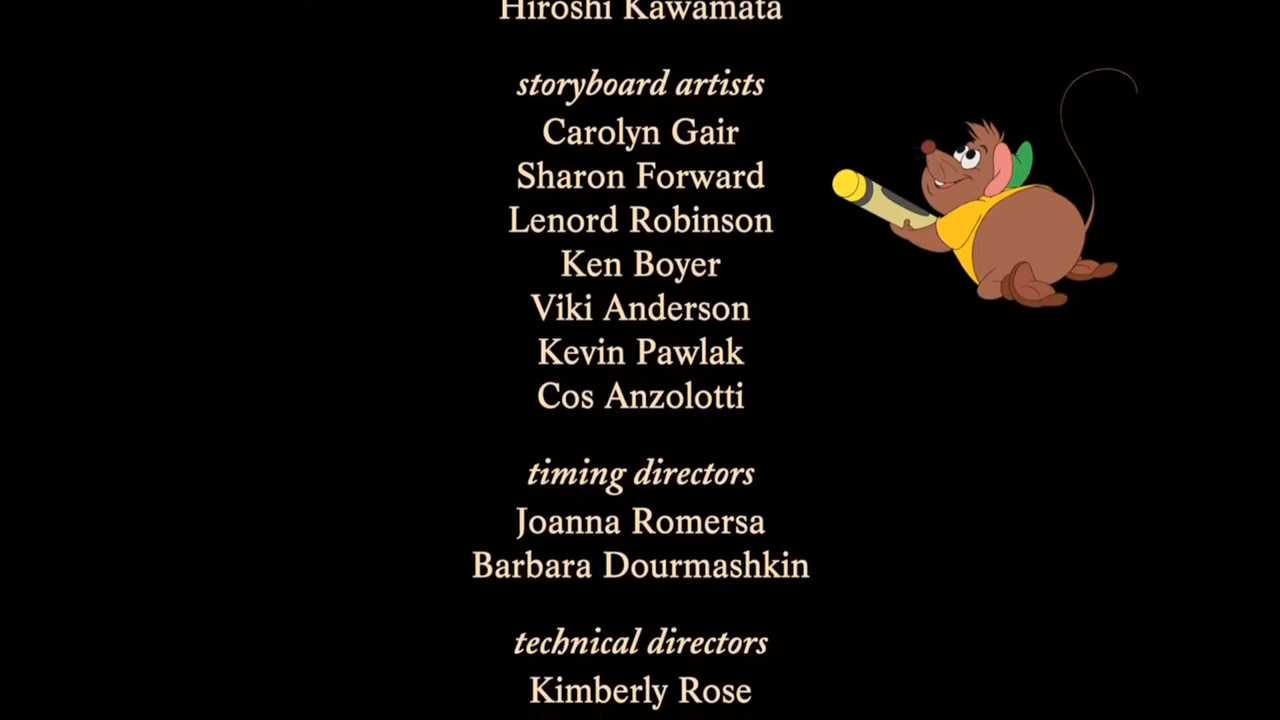 Hiroshi Kawamata
storyboard artists
Carolyn Gair
Sharon Forward
Lenord Robinson
Ken Boyer
Viki Anderson
Kevin Pawlak
Cos Anzolotti
timing directors
Joanna Romersa
Barbara Dourmashkin
technical directors
Kimberly Rose